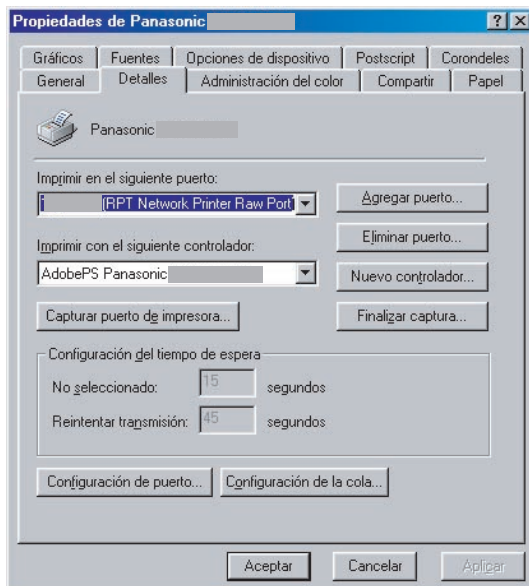 Propiedades de Panasonic
Gráficos Fuentes Opciones de dispositivo Postscript Corondeles
General Detalles Administración del color Compartir Papel
Panasonic
Imprimir en el siguiente puerto:
(RPT Network Printer Raw Port) Agregar puerto...
Eliminar puerto...
Imprimir con el siguiente controlador:
AdobePS Panasonic Nuevo controlador...
Capturar puerto de impresora... Finalizar captura...
Configuración del tiempo de espera
No seleccionado: 15 segundos
Reintentar transmisión: 45 segundos
Configuración de puerto... Configuración de la cola...
Aceptar Cancelar Aplicar